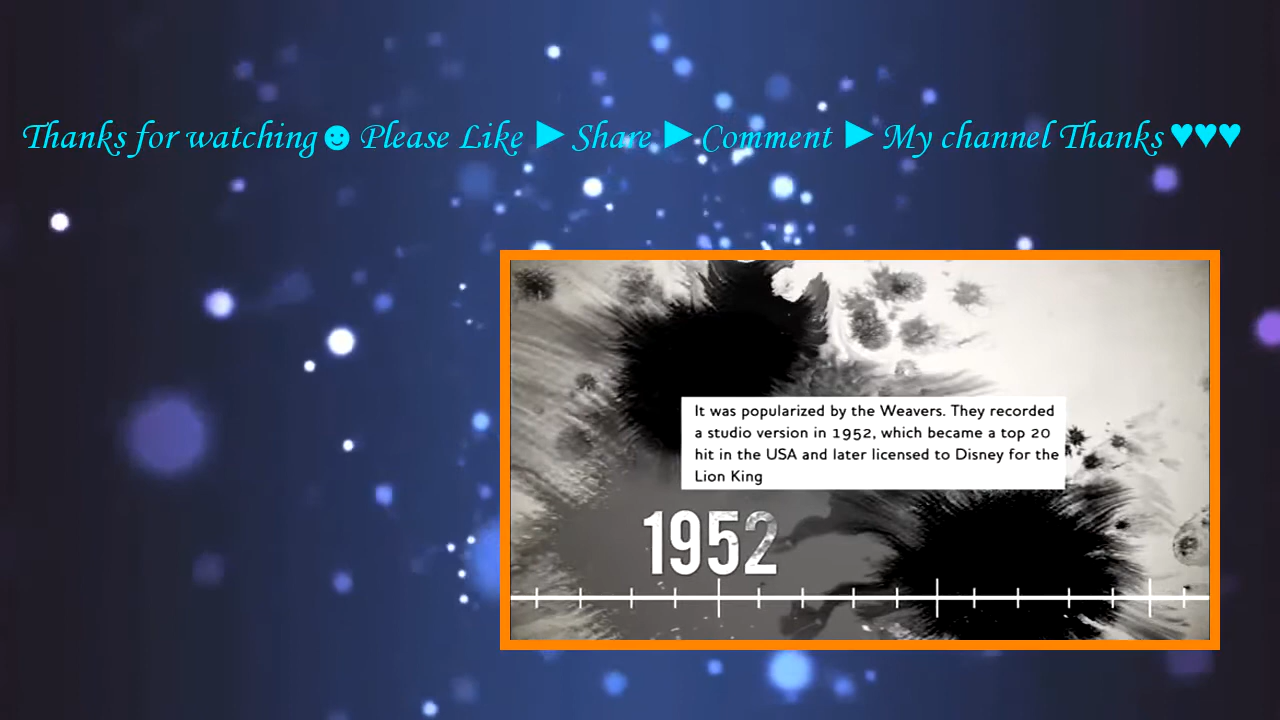 Thanks for watching☻Please Like ►Share ►Comment ►My channel Thanks♥♥♥
It was popularized by the Weavers. They recorded
a studio version in 1952, which became a top 20
hit in the USA and later licensed to Disney for the
Lion King
1952